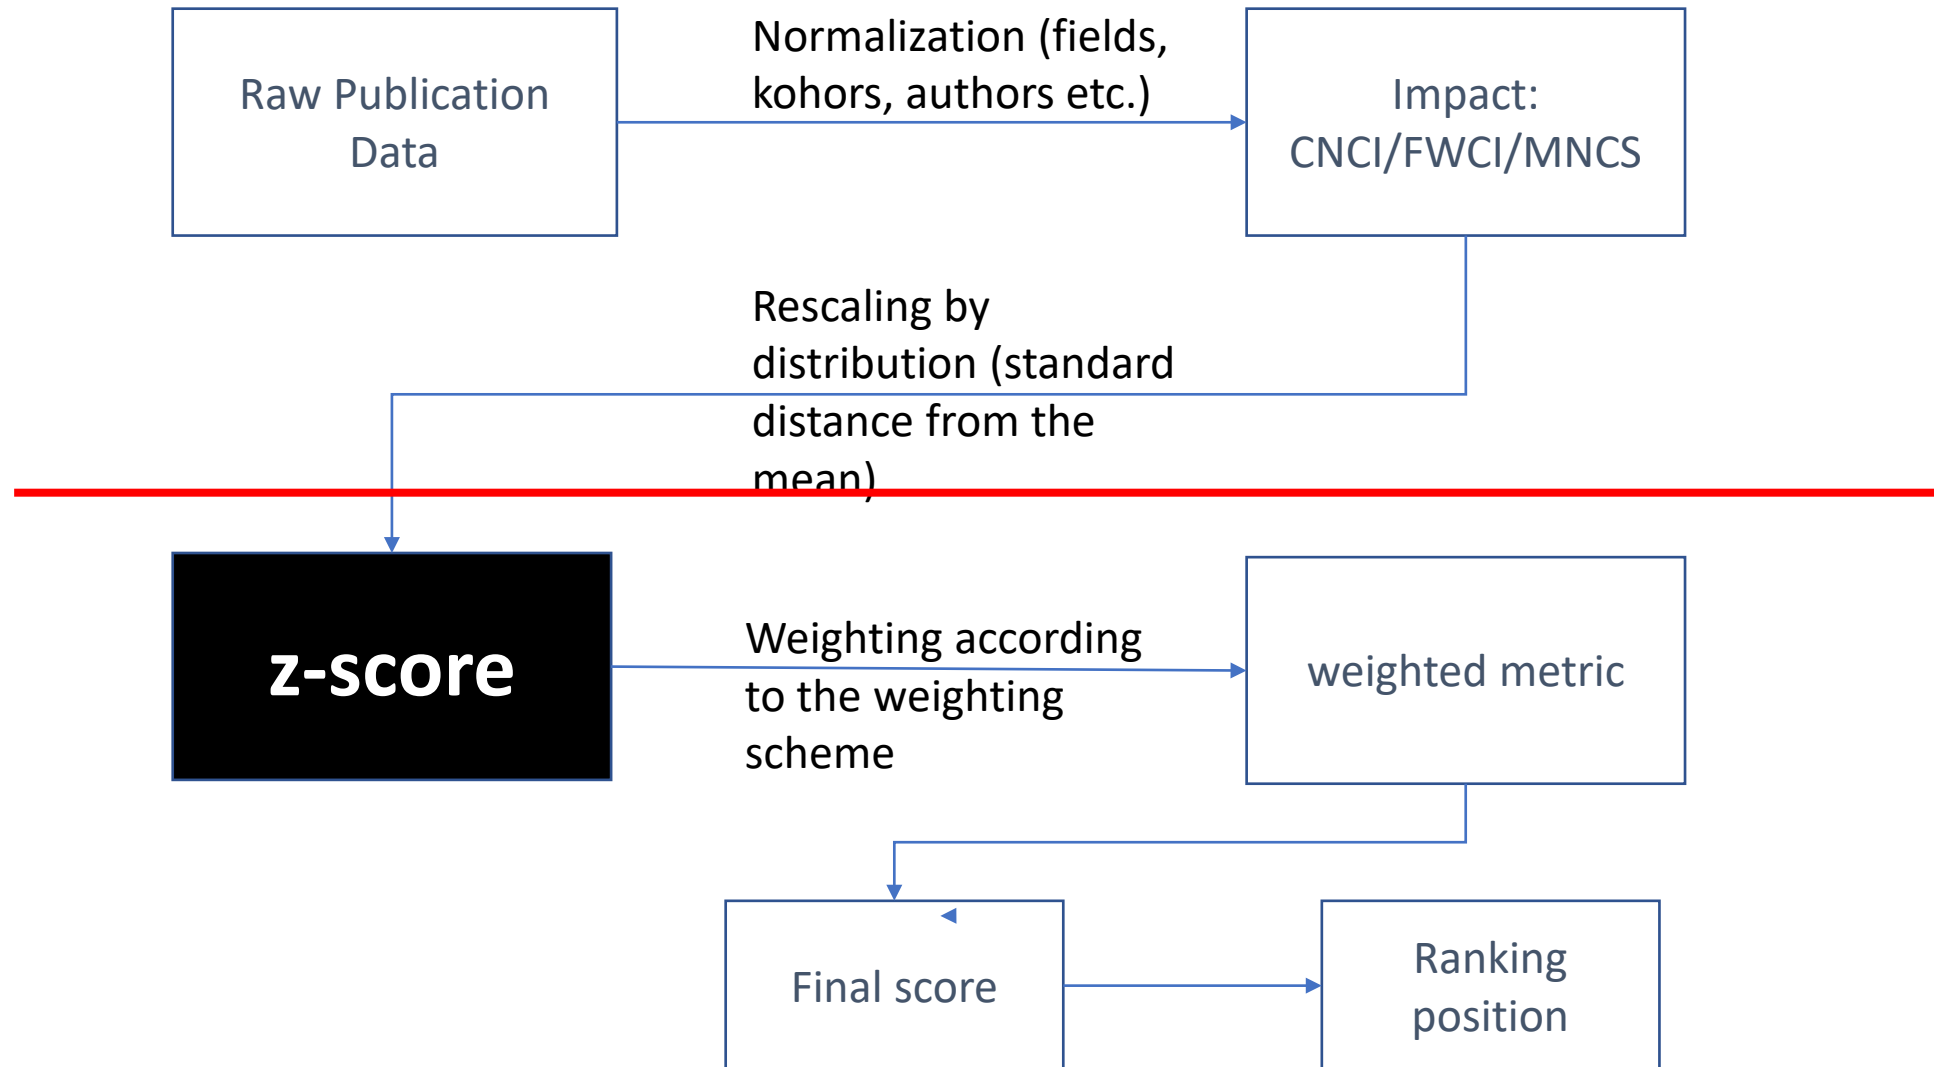 Normalization (fields,
kohors, authors etc.)
Raw Publication
Data
Impact:
CNCI/FWCI/MNCS
Rescaling by
distribution (standard
distance from the
mean)
z-score
Weighting according
to the weighting
scheme
weighted metric
Final score
Ranking
position